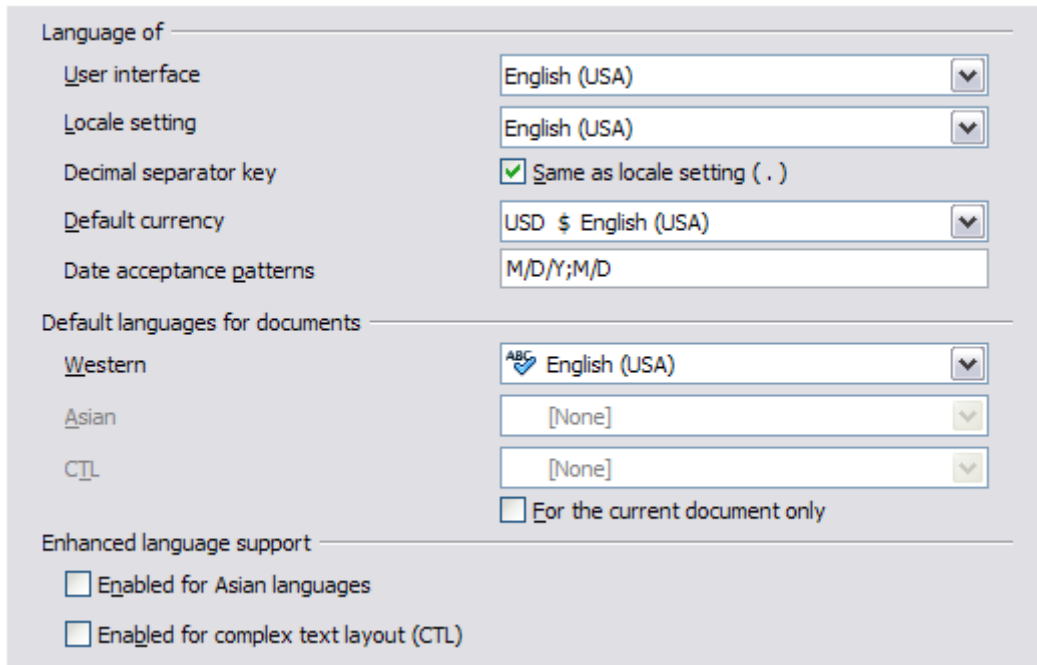 Language of
User interface English (USA)
Locale setting English (USA)
Decimal separator key Same as locale setting ( . )
Default currency USD $ English (USA)
Date acceptance patterns M/D/Y;M/D
Default languages for documents
Western ABC English (USA)
Asian [None]
CTL [None]
For the current document only
Enhanced language support
Enabled for Asian languages
Enabled for complex text layout (CTL)